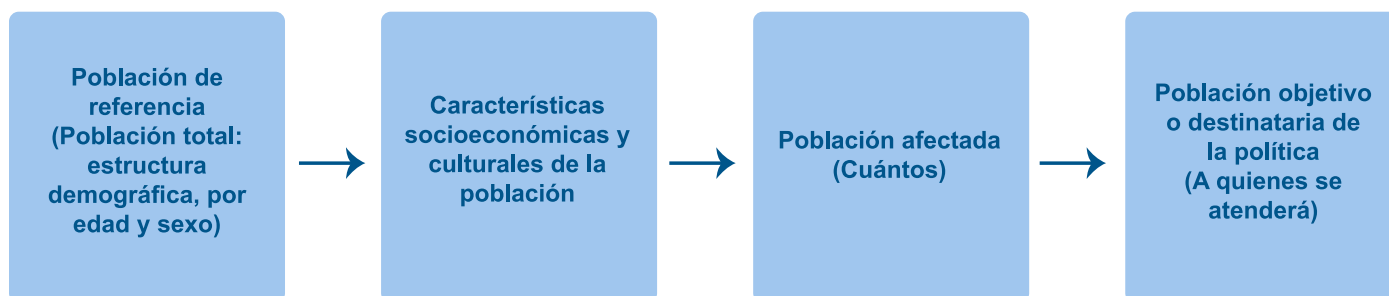 Población de
referencia
(Población total:
estructura
demográfica, por
edad y sexo)
Características
socioeconómicas y
culturales de la
población
Población afectada
(Cuántos)
Población objetivo
o destinataria de
la política
(A quienes se
atenderá)